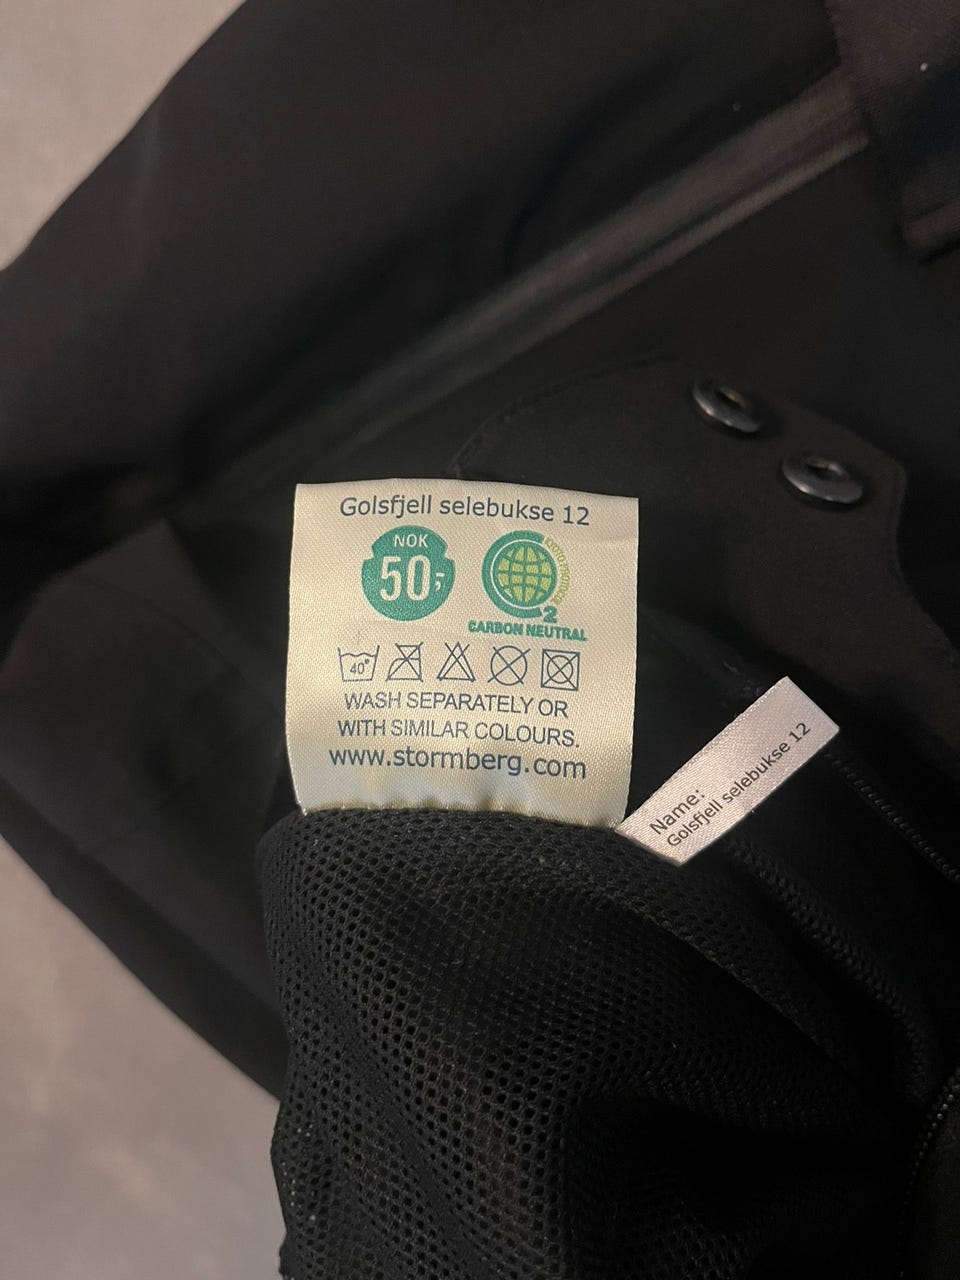 Golsfjell selebukse 12
NOK
50,-
2
CARBON NEUTRAL
40°
WASH SEPARATELY OR
WITH SIMILAR COLOURS.
www.stormberg.com
Name:
Golsfjell selebukse 12